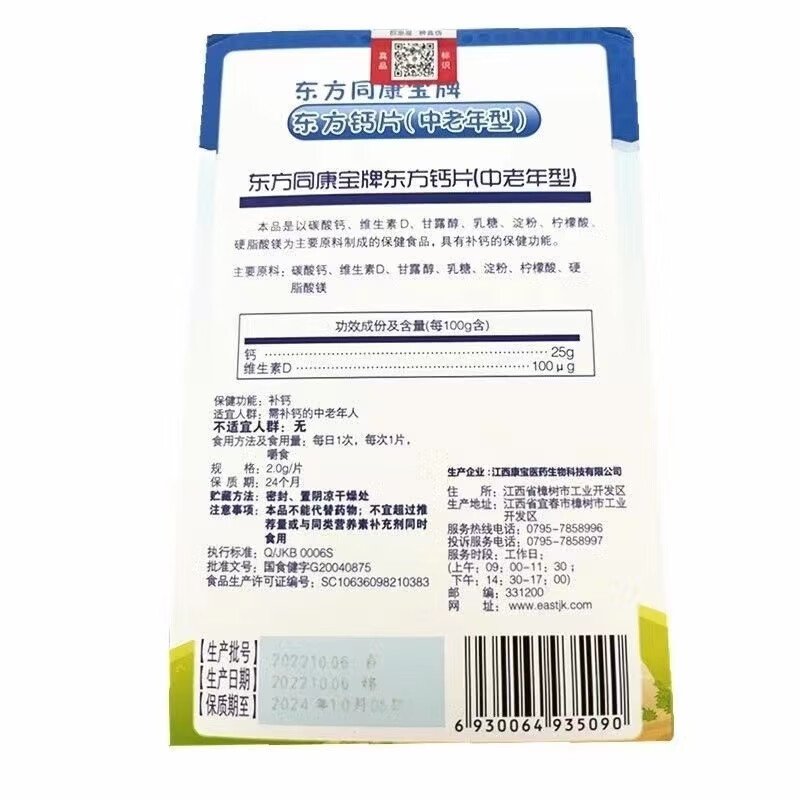 真品
标识
东方同康宝牌
东方钙片(中老年型)
东方同康宝牌东方钙片(中老年型)
本品是以碳酸钙、维生素D、甘露醇、乳糖、淀粉、柠檬酸、
硬脂酸镁为主要原料制成的保健食品，具有补钙的保健功能。
主要原料：碳酸钙、维生素D、甘露醇、乳糖、淀粉、柠檬酸、硬
脂酸镁
功效成份及含量(每100g含)
钙 25g
维生素D 100μg
保健功能：补钙
适宜人群：需补钙的中老年人
不适宜人群：无
食用方法及食用量：每日1次，每次1片，
嚼食
规 格：2.0g/片
保 质 期：24个月
贮藏方法：密封、置阴凉干燥处
注意事项：本品不能代替药物；不宜超过推
荐量或与同类营养素补充剂同时
食用
执行标准：Q/JKB 0006S
批准文号：国食健字G20040875
食品生产许可证编号：SC10636098210383
生产企业：江西康宝医药生物科技有限公司
住 所：江西省樟树市工业开发区
生产地址：江西省宜春市樟树市工业
开发区
服务热线电话：0795-7858996
投诉服务电话：0795-7858997
服务时段：工作日：
(上午：09：00-11：30；
下午：14：30-17：00)
邮 编：331200
网 址：www.eastjk.com
【生产批号】20221006
【生产日期】20221006
【保质期至】2024年10月05
6 930064 935090